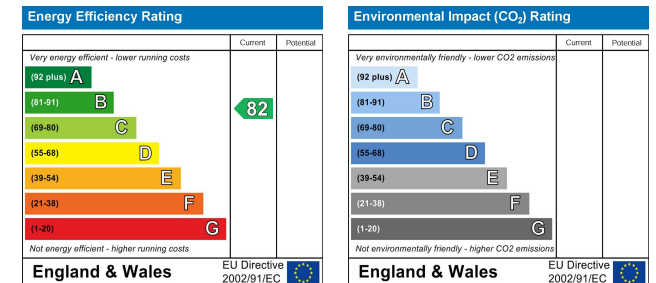 Energy Efficiency Rating
Current Potential
Very energy efficient - lower running costs
(92 plus) A
(81-91) B
82
(69-80) C
(55-68) D
(39-54) E
(21-38) F
(1-20) G
Not energy efficient - higher running costs
England & Wales
EU Directive
2002/91/EC
Environmental Impact (CO₂) Rating
Current Potential
Very environmentally friendly - lower CO2 emissions
(92 plus) A
(81-91) B
(69-80) C
(55-68) D
(39-54) E
(21-38) F
(1-20) G
Not environmentally friendly - higher CO2 emissions
England & Wales
EU Directive
2002/91/EC